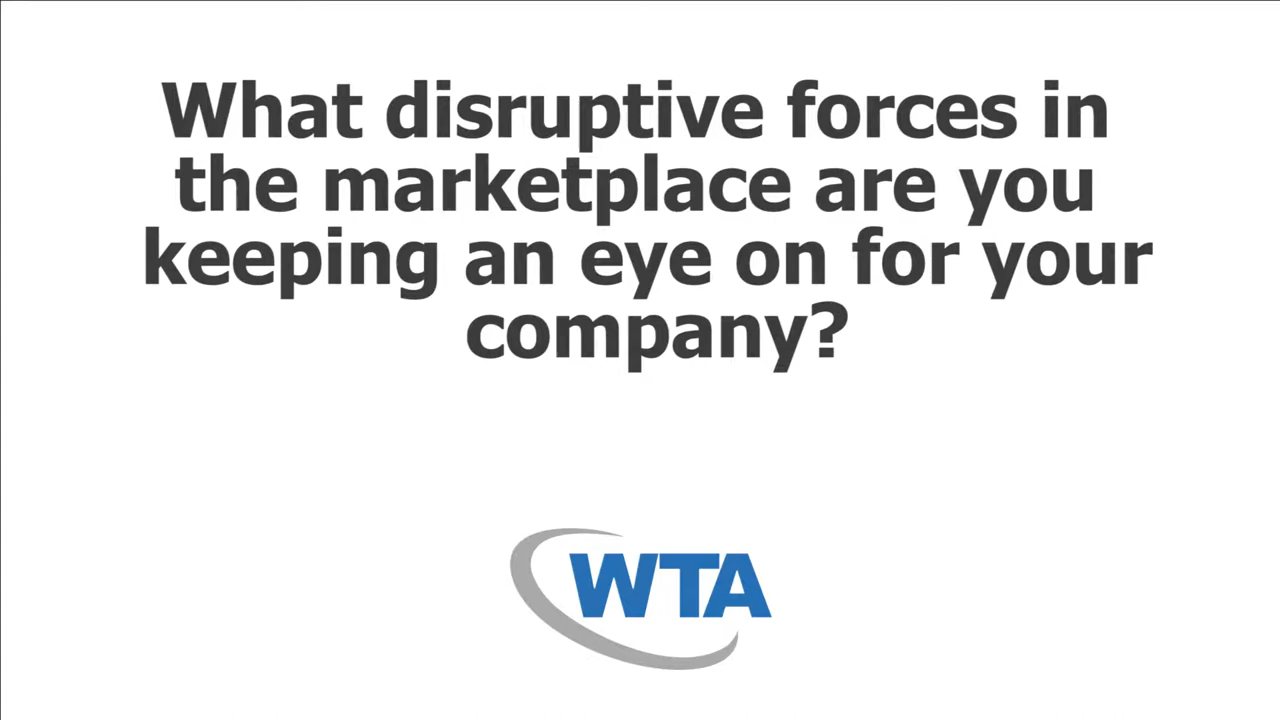 What disruptive forces in
the marketplace are you
keeping an eye on for your
company?
WTA